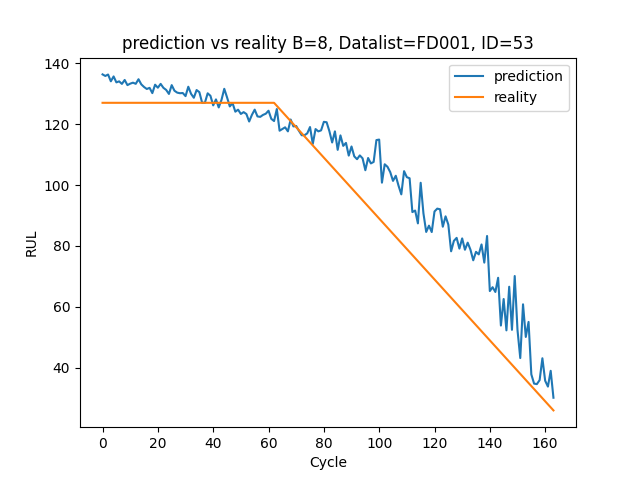 prediction vs reality B=8, Datalist=FD001, ID=53
prediction
reality
RUL
140
120
100
80
60
40
0 20 40 60 80 100 120 140 160
Cycle